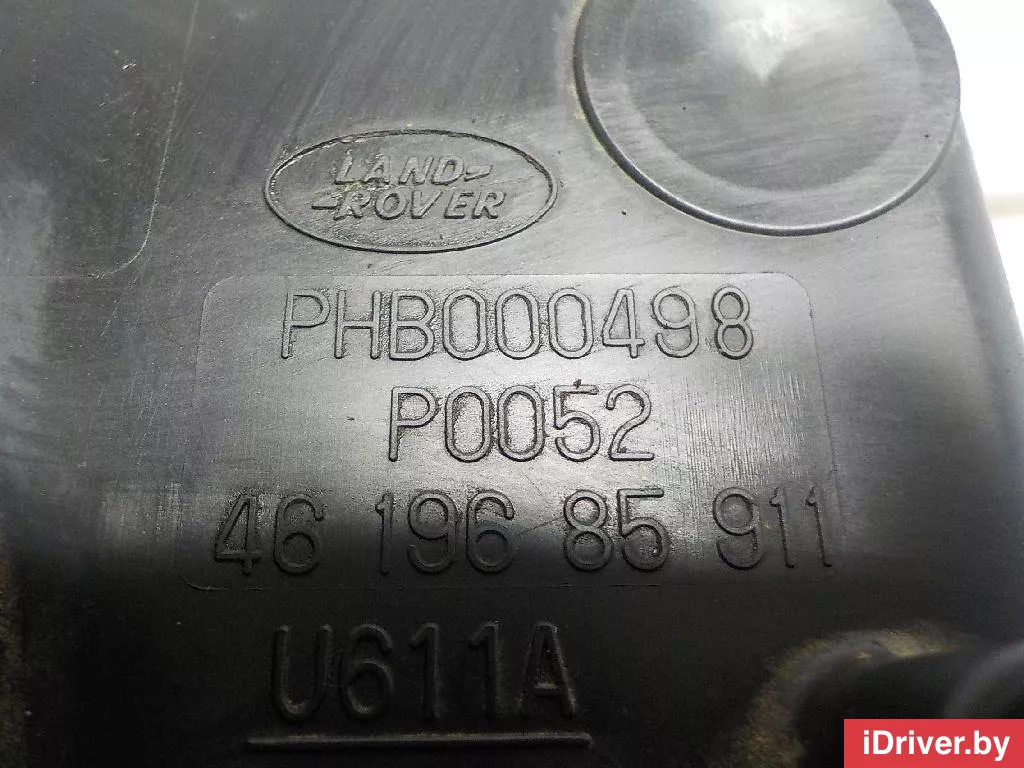 LAND-
-ROVER
PHB000498
P0052
46 196 85 911
U611A
iDriver.by